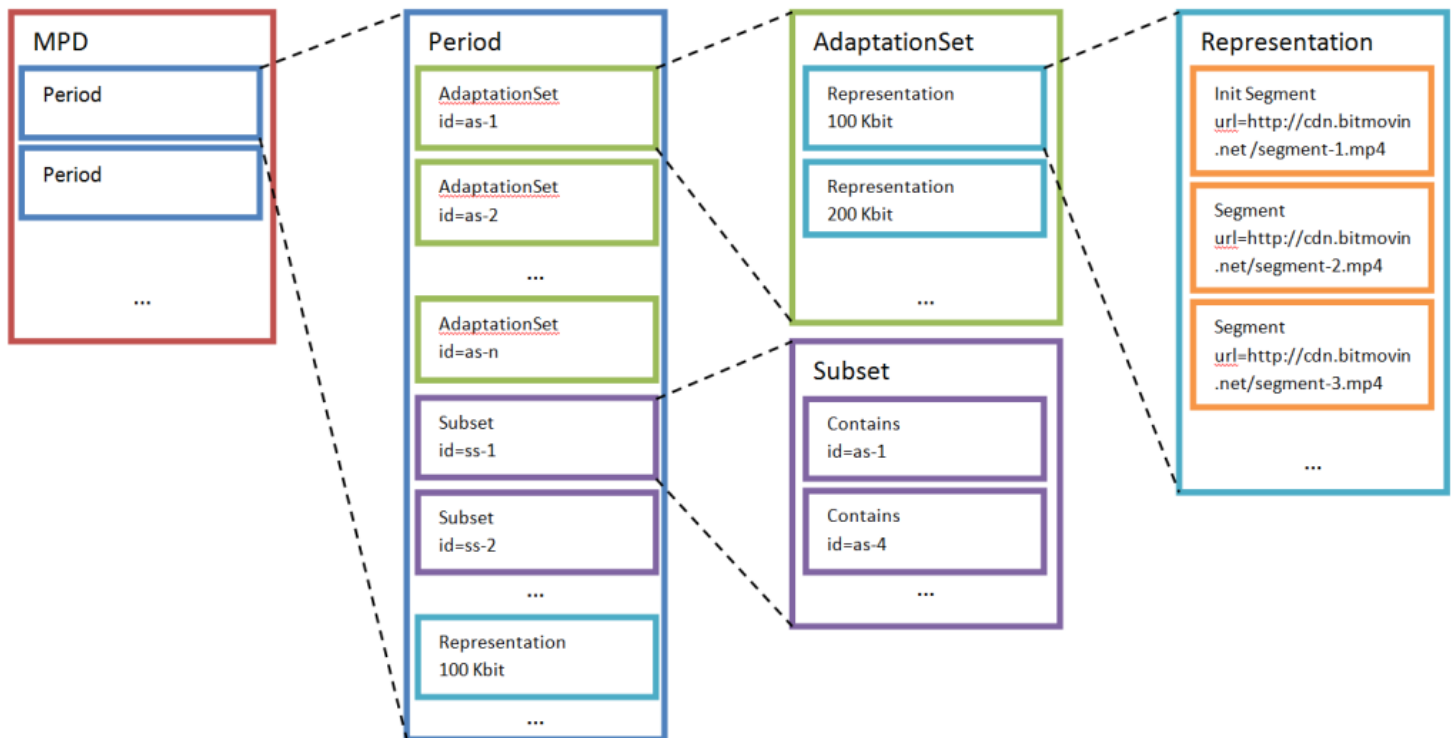 MPD
Period
Period
...
Period
AdaptationSet
id=as-1
AdaptationSet
id=as-2
...
AdaptationSet
id=as-n
Subset
id=ss-1
Subset
id=ss-2
...
Representation
100 Kbit
...
AdaptationSet
Representation
100 Kbit
Representation
200 Kbit
...
Subset
Contains
id=as-1
Contains
id=as-4
...
Representation
Init Segment
url=http://cdn.bitmovin
.net/segment-1.mp4
Segment
url=http://cdn.bitmovin
.net/segment-2.mp4
Segment
url=http://cdn.bitmovin
.net/segment-3.mp4
...